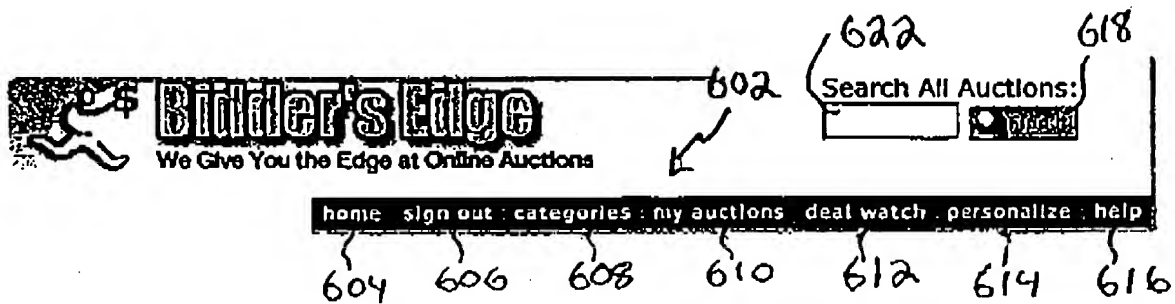 622 618
602 Search All Auctions:
$ Bidder's Edge
We Give You the Edge at Online Auctions
home sign out : categories : my auctions deal watch . personalize : help
604 606 608 610 612 614 616